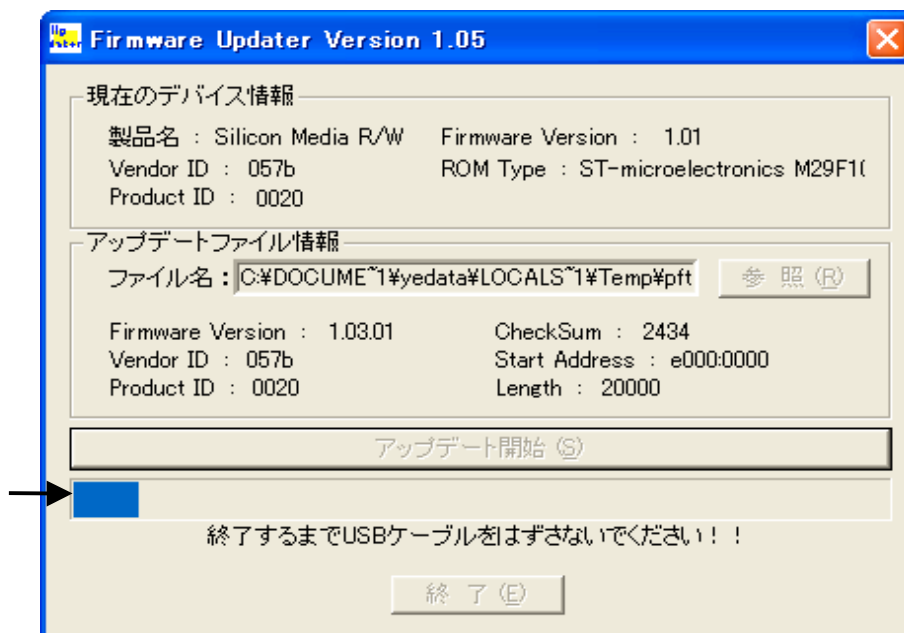 Up
dater
Firmware Updater Version 1.05
現在のデバイス情報
製品名 : Silicon Media R/W
Firmware Version : 1.01
Vendor ID : 057b
ROM Type : ST-microelectronics M29F1(
Product ID : 0020
アップデートファイル情報
ファイル名 : C:¥DOCUME~1¥yedata¥LOCALS~1¥Temp¥pft
参 照 (R)
Firmware Version : 1.03.01
CheckSum : 2434
Vendor ID : 057b
Start Address : e000:0000
Product ID : 0020
Length : 20000
アップデート開始 (S)
終了するまでUSBケーブルをはずさないでください！！
終 了 (E)